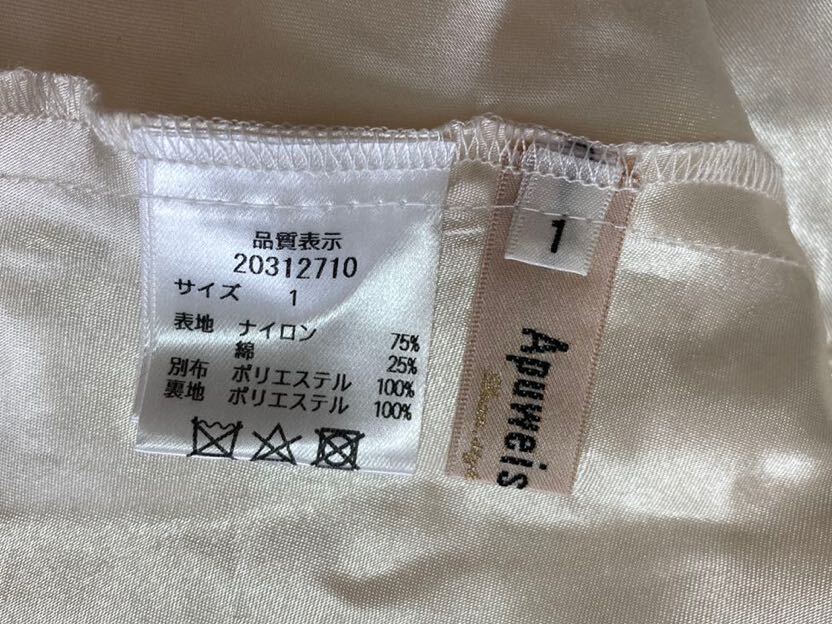 品質表示
20312710
サイズ 1
表地 ナイロン 75%
綿 25%
別布 ポリエステル 100%
裏地 ポリエステル 100%
1
Apuweis